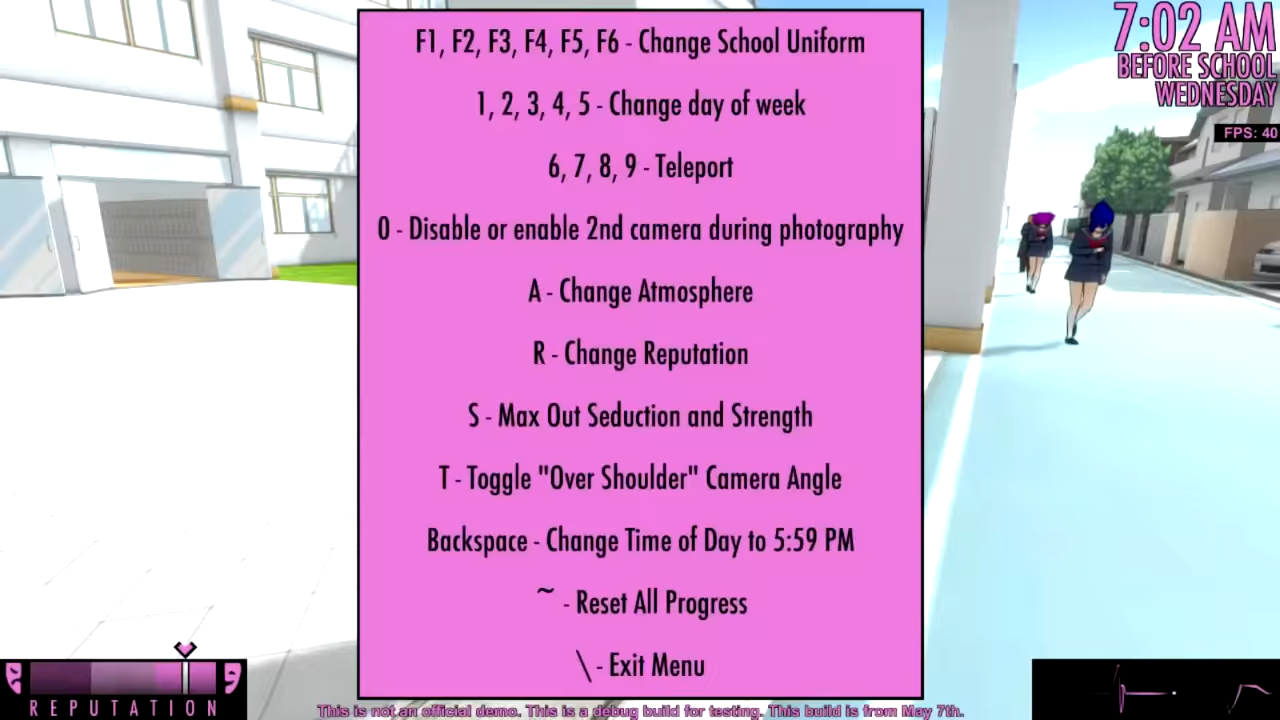 F1, F2, F3, F4, F5, F6 - Change School Uniform
1, 2, 3, 4, 5 - Change day of week
6, 7, 8, 9 - Teleport
0 - Disable or enable 2nd camera during photography
A - Change Atmosphere
R - Change Reputation
S - Max Out Seduction and Strength
T - Toggle "Over Shoulder" Camera Angle
Backspace - Change Time of Day to 5:59 PM
~ - Reset All Progress
\ - Exit Menu
7:02 AM
BEFORE SCHOOL
WEDNESDAY
FPS: 40
REPUTATION
This is not an official demo. This is a debug build for testing. This build is from May 7th.